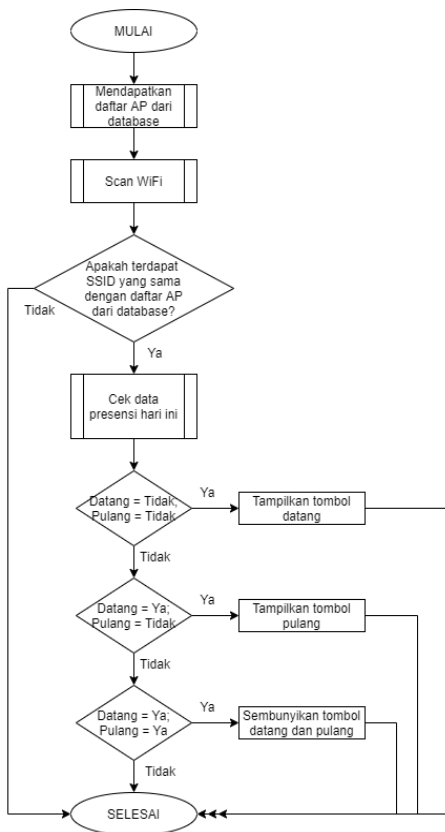 MULAI
Mendapatkan
daftar AP dari
database
Scan WiFi
Apakah terdapat
SSID yang sama
dengan daftar AP
dari database?
Tidak
Ya
Cek data
presensi hari ini
Datang = Tidak;
Pulang = Tidak
Ya
Tampilkan tombol
datang
Tidak
Datang = Ya;
Pulang = Tidak
Ya
Tampilkan tombol
pulang
Tidak
Datang = Ya;
Pulang = Ya
Ya
Sembunyikan tombol
datang dan pulang
Tidak
SELESAI